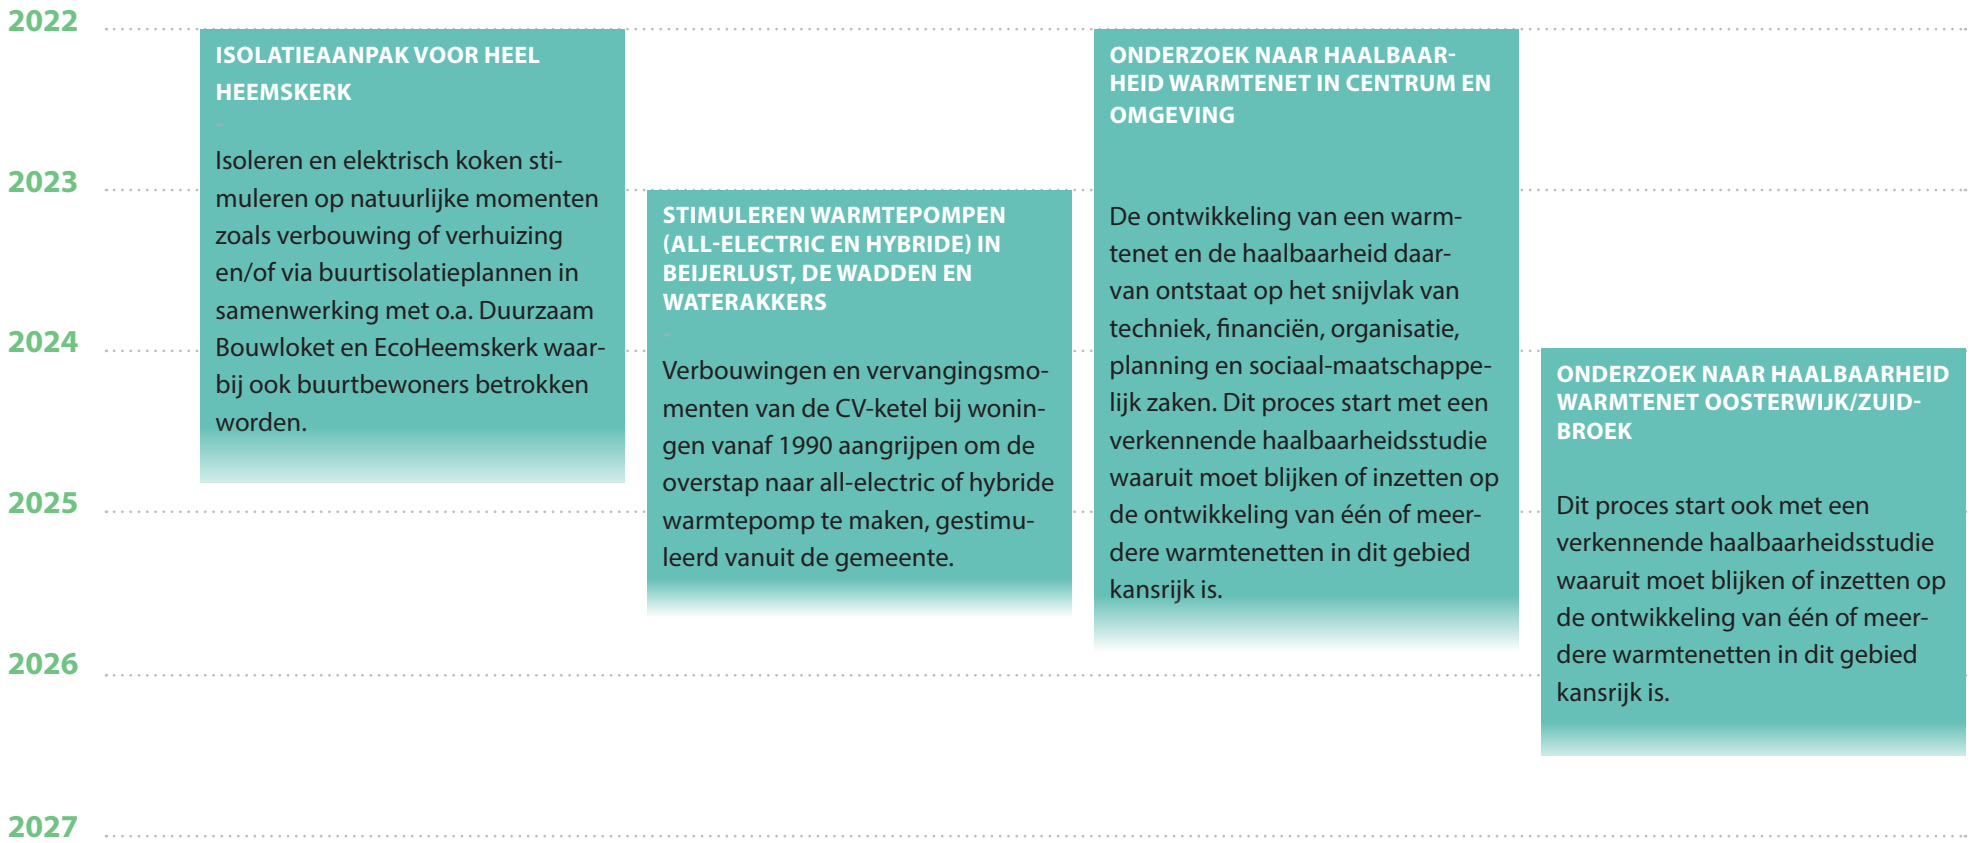 2022
2023
2024
2025
2026
2027
ISOLATIEAANPAK VOOR HEEL
HEEMSKERK
-
Isoleren en elektrisch koken sti-
muleren op natuurlijke momenten
zoals verbouwing of verhuizing
en/of via buurtisolatieplannen in
samenwerking met o.a. Duurzaam
Bouwloket en EcoHeemskerk waar-
bij ook buurtbewoners betrokken
worden.
STIMULEREN WARMTEPOMPEN
(ALL-ELECTRIC EN HYBRIDE) IN
BEIJERLUST, DE WADDEN EN
WATERAKKERS
-
Verbouwingen en vervangingsmo-
menten van de CV-ketel bij wonin-
gen vanaf 1990 aangrijpen om de
overstap naar all-electric of hybride
warmtepomp te maken, gestimu-
leerd vanuit de gemeente.
ONDERZOEK NAAR HAALBAAR-
HEID WARMTENET IN CENTRUM EN
OMGEVING
De ontwikkeling van een warm-
tenet en de haalbaarheid daar-
van ontstaat op het snijvlak van
techniek, financiën, organisatie,
planning en sociaal-maatschappe-
lijk zaken. Dit proces start met een
verkennende haalbaarheidsstudie
waaruit moet blijken of inzetten op
de ontwikkeling van één of meer-
dere warmtenetten in dit gebied
kansrijk is.
ONDERZOEK NAAR HAALBAARHEID
WARMTENET OOSTERWIJK/ZUID-
BROEK
Dit proces start ook met een
verkennende haalbaarheidsstudie
waaruit moet blijken of inzetten op
de ontwikkeling van één of meer-
dere warmtenetten in dit gebied
kansrijk is.